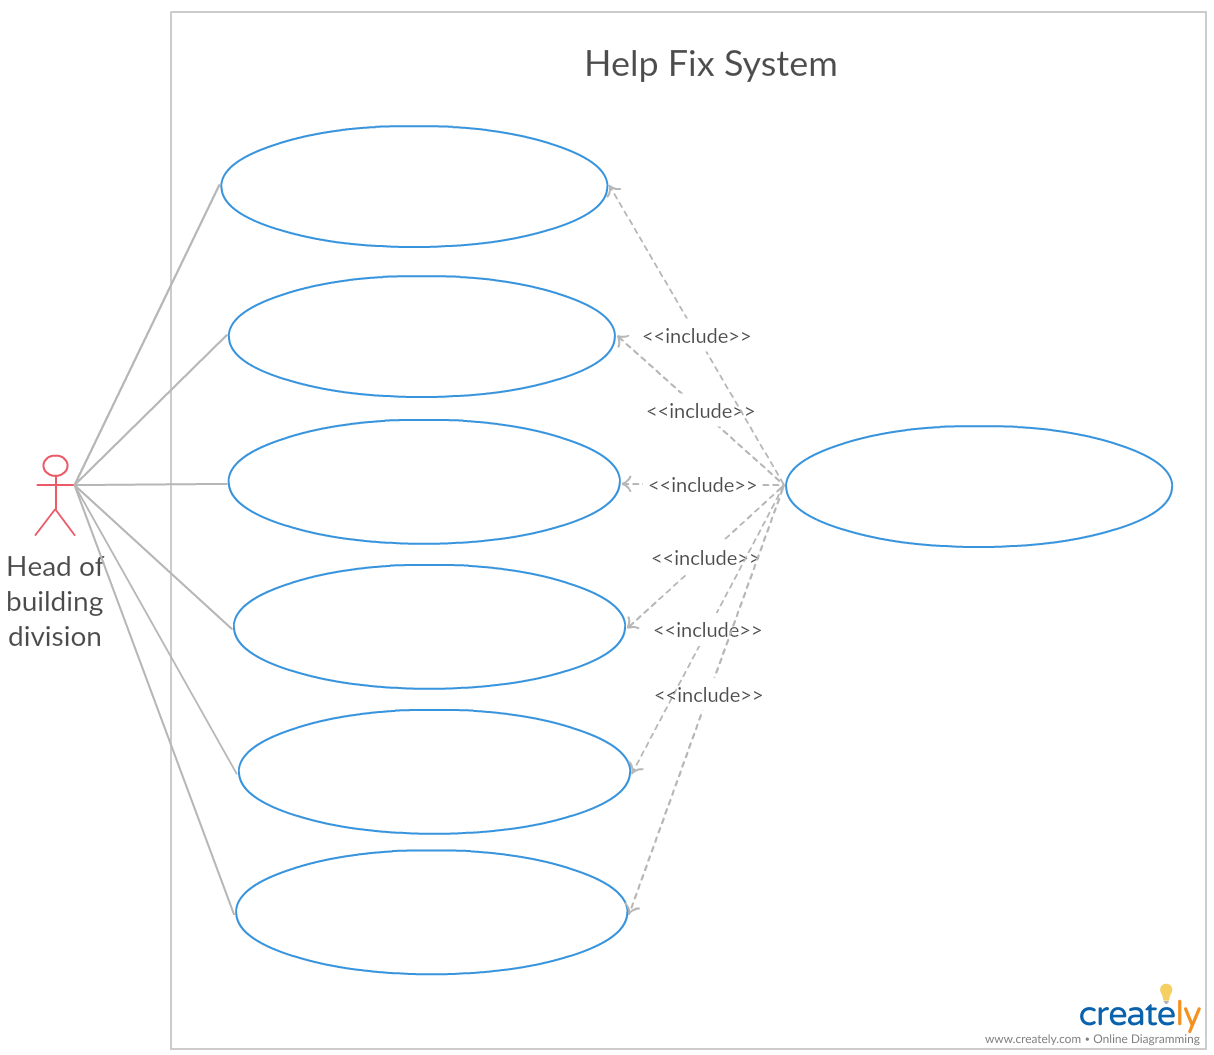 Help Fix System
<<include>>
<<include>>
<<include>>
<<include>>
<<include>>
<<include>>
Head of
building
division
creately
www.creately.com • Online Diagramming